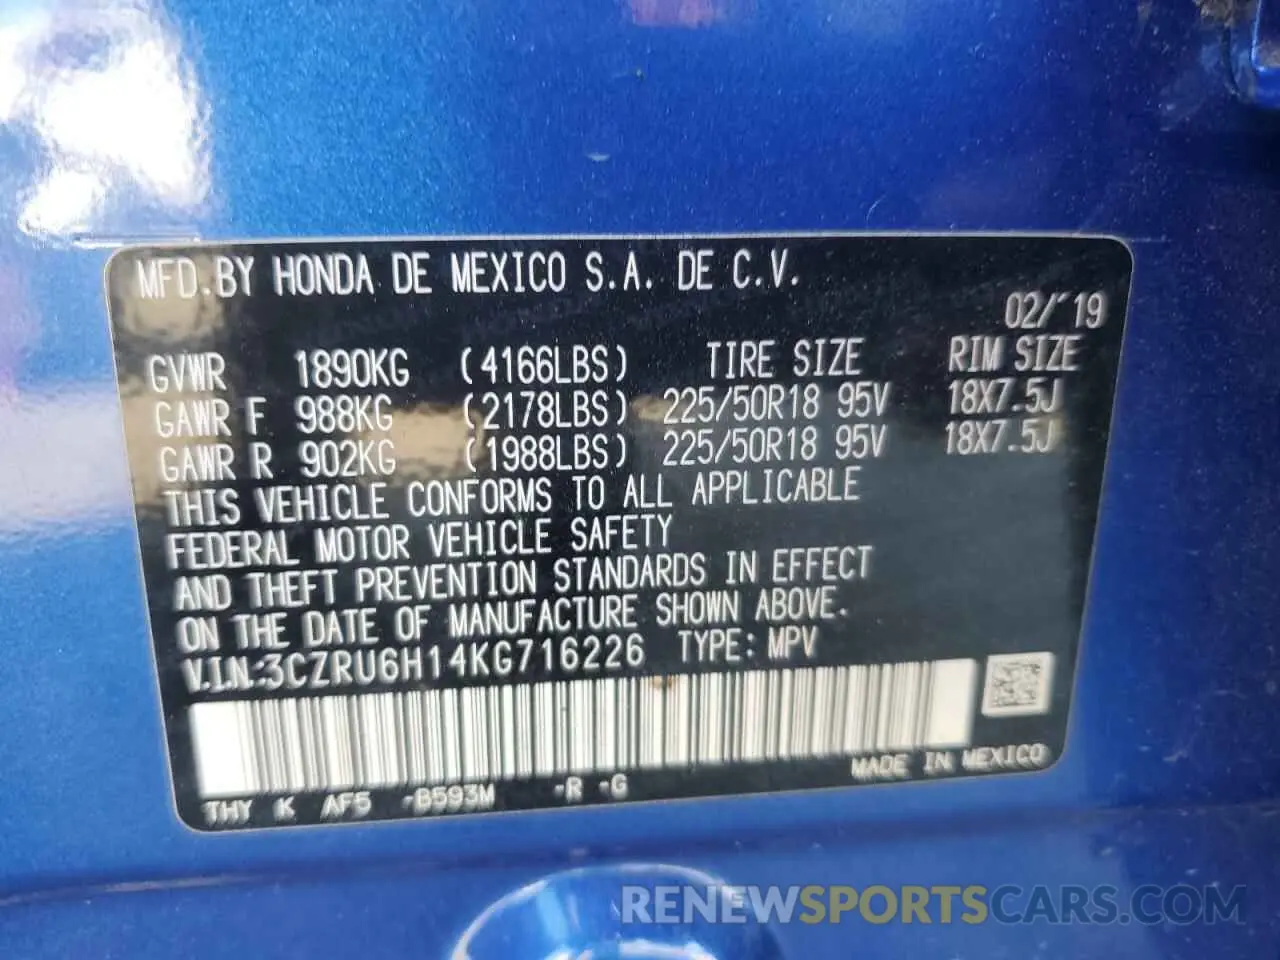 MFD.BY HONDA DE MEXICO S.A. DE C.V.
02/'19
GVWR 1890KG (4166LBS) TIRE SIZE RIM SIZE
GAWR F 988KG (2178LBS) 225/50R18 95V 18X7.5J
GAWR R 902KG (1988LBS) 225/50R18 95V 18X7.5J
THIS VEHICLE CONFORMS TO ALL APPLICABLE
FEDERAL MOTOR VEHICLE SAFETY
AND THEFT PREVENTION STANDARDS IN EFFECT
ON THE DATE OF MANUFACTURE SHOWN ABOVE.
V.I.N.:3CZRU6H14KG716226 TYPE: MPV
THY K AF5 -B593M -R -G MADE IN MEXICO
RENEWSPORTSCARS.COM